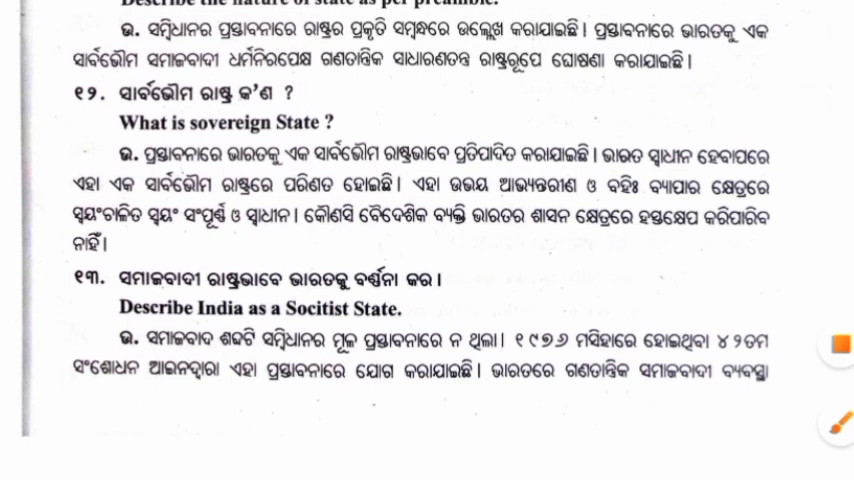 Describe the nature of state as per preamble.
ଉ. ସମ୍ବିଧାନର ପ୍ରସ୍ତାବନାରେ ରାଷ୍ଟ୍ରର ପ୍ରକୃତି ସମ୍ବନ୍ଧରେ ଉଲ୍ଲେଖ କରାଯାଇଛି। ପ୍ରସ୍ତାବନାରେ ଭାରତକୁ ଏକ
ସାର୍ବଭୌମ ସମାଜବାଦୀ ଧର୍ମନିରପେକ୍ଷ ଗଣତାନ୍ତ୍ରିକ ସାଧାରଣତନ୍ତ୍ର ରାଷ୍ଟ୍ରରୂପେ ଘୋଷଣା କରାଯାଇଛି।
୧୨. ସାର୍ବଭୌମ ରାଷ୍ଟ୍ର କ'ଣ ?
What is sovereign State ?
ଉ. ପ୍ରସ୍ତାବନାରେ ଭାରତକୁ ଏକ ସାର୍ବଭୌମ ରାଷ୍ଟ୍ରଭାବେ ପ୍ରତିପାଦିତ କରାଯାଇଛି। ଭାରତ ସ୍ୱାଧୀନ ହେବାପରେ
ଏହା ଏକ ସାର୍ବଭୌମ ରାଷ୍ଟ୍ରରେ ପରିଣତ ହୋଇଛି। ଏହା ଉଭୟ ଆଭ୍ୟନ୍ତରୀଣ ଓ ବହିଃ ବ୍ୟାପାର କ୍ଷେତ୍ରରେ
ସ୍ୱୟଂଚାଳିତ ସ୍ୱୟଂ ସଂପୂର୍ଣ୍ଣ ଓ ସ୍ୱାଧୀନ। କୌଣସି ବୈଦେଶିକ ବ୍ୟକ୍ତି ଭାରତର ଶାସନ କ୍ଷେତ୍ରରେ ହସ୍ତକ୍ଷେପ କରିପାରିବ
ନାହିଁ।
୧୩. ସମାଜବାଦୀ ରାଷ୍ଟ୍ରଭାବେ ଭାରତକୁ ବର୍ଣ୍ଣନା କର।
Describe India as a Socitist State.
ଉ. ସମାଜବାଦ ଶବ୍ଦଟି ସମ୍ବିଧାନର ମୂଳ ପ୍ରସ୍ତାବନାରେ ନ ଥିଲା। ୧୯୭୬ ମସିହାରେ ହୋଇଥିବା ୪୨ତମ
ସଂଶୋଧନ ଆଇନଦ୍ୱାରା ଏହା ପ୍ରସ୍ତାବନାରେ ଯୋଗ କରାଯାଇଛି। ଭାରତରେ ଗଣତାନ୍ତ୍ରିକ ସମାଜବାଦୀ ବ୍ୟବସ୍ଥା